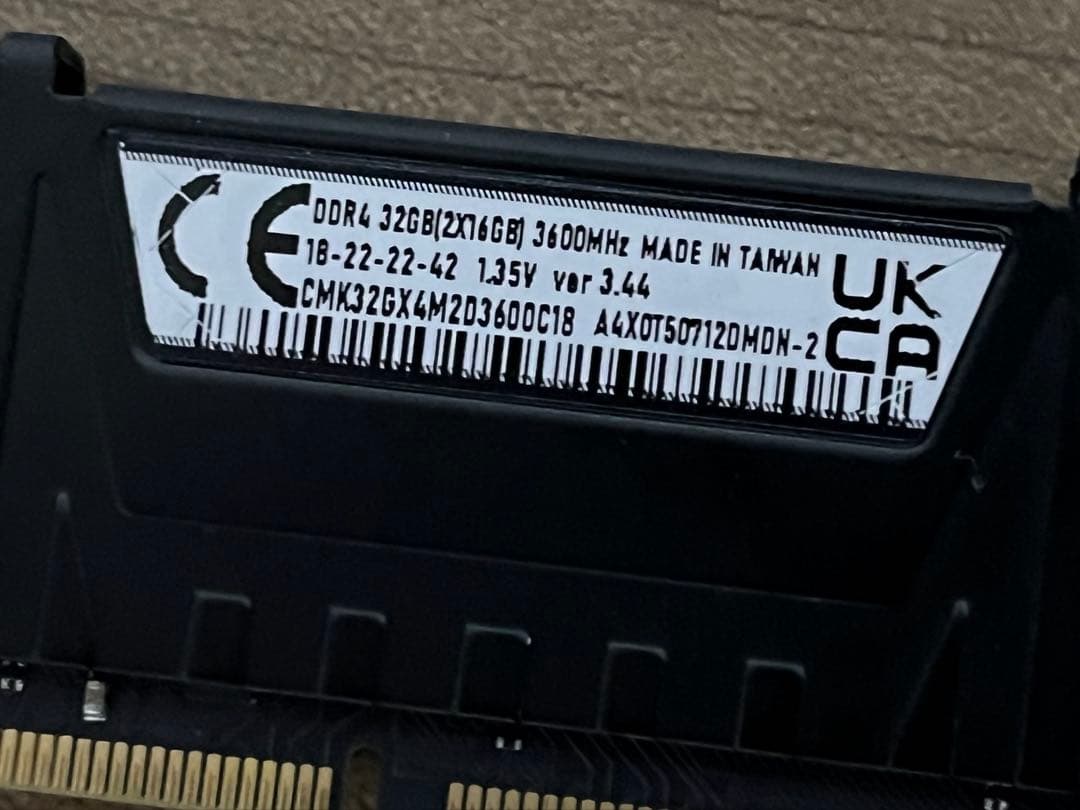 CE
DDR4 32GB(2X16GB) 3600MHz MADE IN TAIWAN
18-22-22-42 1.35V ver 3.44
CMK32GX4M2D3600C18 A4X0T50712DMDN-2
UK
CA